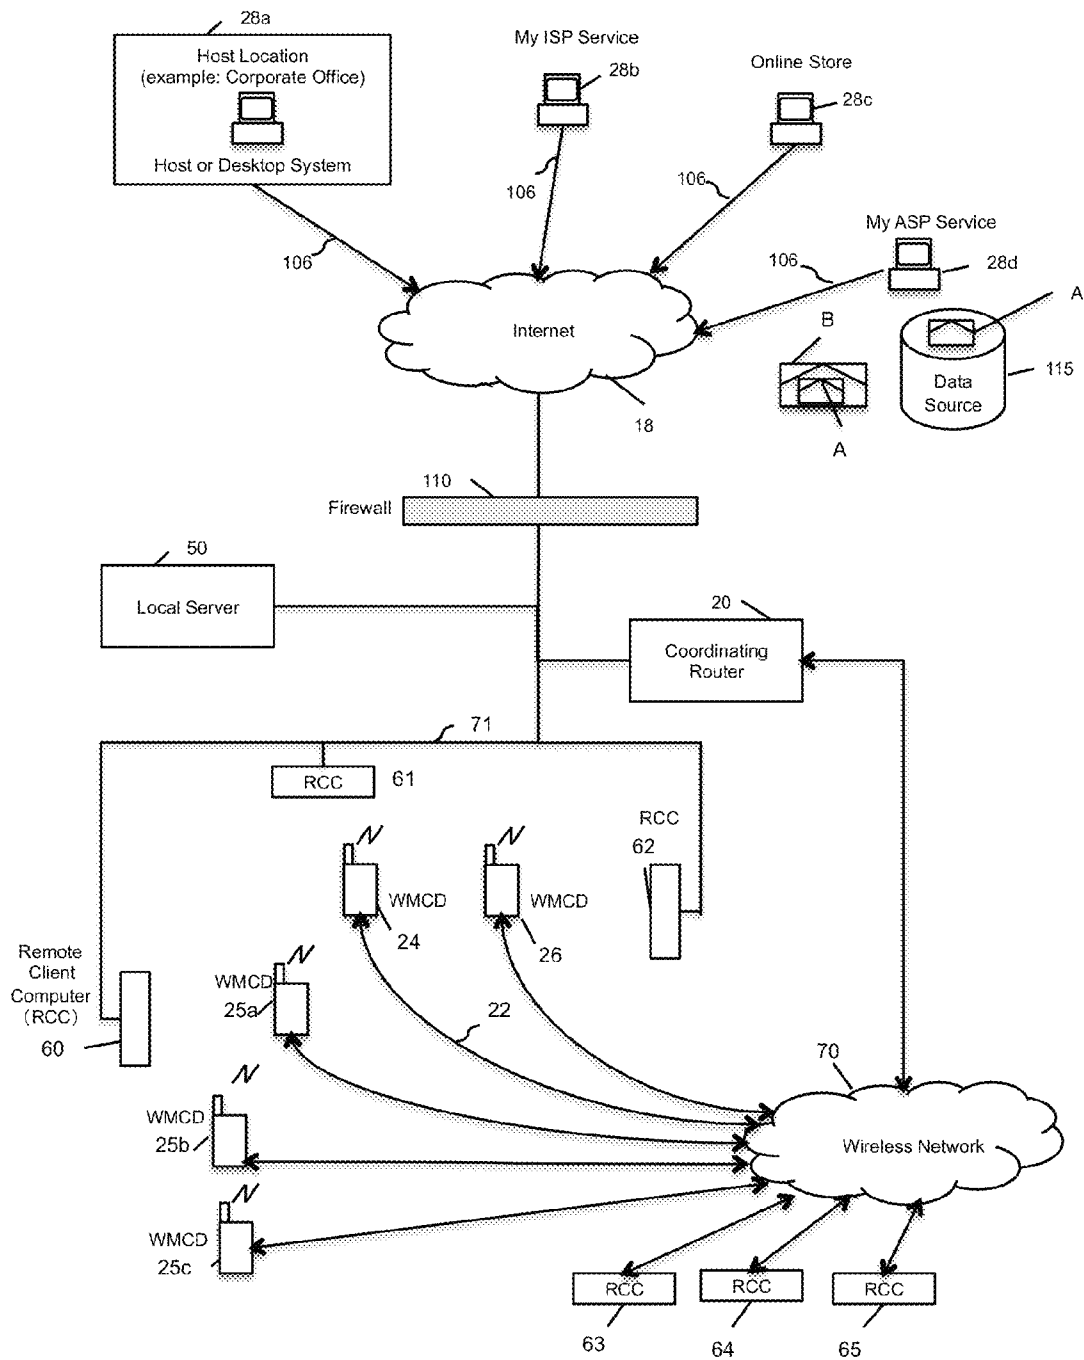 28a
Host Location
(example: Corporate Office)
Host or Desktop System
My ISP Service
28b
Online Store
28c
106
106
106
106
My ASP Service
28d
A
B
Internet
18
Data
Source
115
A
110
Firewall
50
Local Server
20
Coordinating
Router
71
RCC
61
RCC
62
WMCD
24
WMCD
26
Remote
Client
Computer
(RCC)
60
WMCD
25a
22
70
WMCD
25b
Wireless Network
WMCD
25c
RCC
63
RCC
64
RCC
65